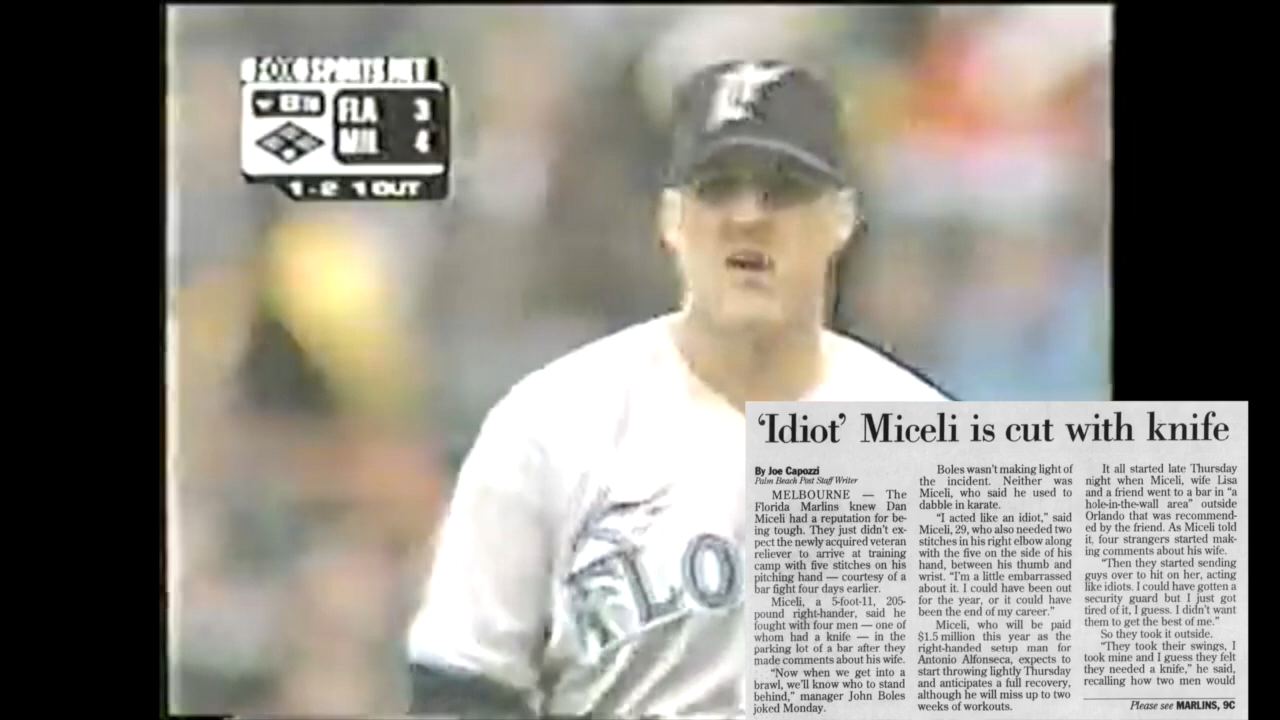 FOX SPORTS NET
8TH
FLA 3
MIL 4
1-2 1 OUT
FLO
‘Idiot’ Miceli is cut with knife
By Joe Capozzi
Palm Beach Post Staff Writer
MELBOURNE — The
Florida Marlins knew Dan
Miceli had a reputation for be-
ing tough. They just didn't ex-
pect the newly acquired veteran
reliever to arrive at training
camp with five stitches on his
pitching hand — courtesy of a
bar fight four days earlier.
Miceli, a 5-foot-11, 205-
pound right-hander, said he
fought with four men — one of
whom had a knife — in the
parking lot of a bar after they
made comments about his wife.
"Now when we get into a
brawl, we'll know who to stand
behind," manager John Boles
joked Monday.
Boles wasn't making light of
the incident. Neither was
Miceli, who said he used to
dabble in karate.
"I acted like an idiot," said
Miceli, 29, who also needed two
stitches in his right elbow along
with the five on the side of his
hand, between his thumb and
wrist. "I'm a little embarrassed
about it. I could have been out
for the year, or it could have
been the end of my career."
Miceli, who will be paid
$1.5 million this year as the
right-handed setup man for
Antonio Alfonseca, expects to
start throwing lightly Thursday
and anticipates a full recovery,
although he will miss up to two
weeks of workouts.
It all started late Thursday
night when Miceli, wife Lisa
and a friend went to a bar in "a
hole-in-the-wall area" outside
Orlando that was recommend-
ed by the friend. As Miceli told
it, four strangers started mak-
ing comments about his wife.
"Then they started sending
guys over to hit on her, acting
like idiots. I could have gotten a
security guard but I just got
tired of it, I guess. I didn't want
them to get the best of me."
So they took it outside.
"They took their swings, I
took mine and I guess they felt
they needed a knife," he said,
recalling how two men would
Please see MARLINS, 9C